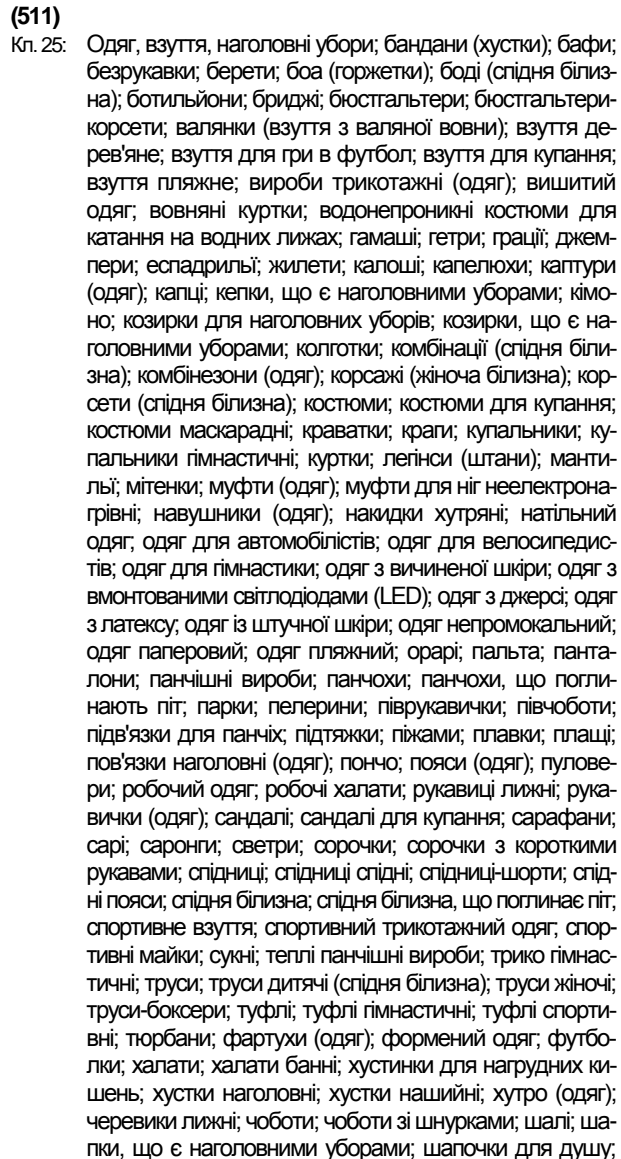 (511)
Кл. 25: Одяг, взуття, наголовні убори; бандани (хустки); бафи;
безрукавки; берети; боа (горжетки); боді (спідня білиз-
на); ботильйони; бриджі; бюстгальтери; бюстгальтери-
корсети; валянки (взуття з валяної вовни); взуття де-
рев'яне; взуття для гри в футбол; взуття для купання;
взуття пляжне; вироби трикотажні (одяг); вишитий
одяг; вовняні куртки; водонепроникні костюми для
катання на водних лижах; гамаші; гетри; грації; джем-
пери; еспадрильї; жилети; калоші; капелюхи; каптури
(одяг); капці; кепки, що є наголовними уборами; кімо-
но; козирки для наголовних уборів; козирки, що є на-
головними уборами; колготки; комбінації (спідня біли-
зна); комбінезони (одяг); корсажі (жіноча білизна); кор-
сети (спідня білизна); костюми; костюми для купання;
костюми маскарадні; краватки; краги; купальники; ку-
пальники гімнастичні; куртки; легінси (штани); манти-
льї; мітенки; муфти (одяг); муфти для ніг неелектрона-
грівні; навушники (одяг); накидки хутряні; натільний
одяг; одяг для автомобілістів; одяг для велосипедис-
тів; одяг для гімнастики; одяг з вичиненої шкіри; одяг з
вмонтованими світлодіодами (LED); одяг з джерсі; одяг
з латексу; одяг із штучної шкіри; одяг непромокальний;
одяг паперовий; одяг пляжний; орарі; пальта; панта-
лони; панчішні вироби; панчохи; панчохи, що погли-
нають піт; парки; пелерини; піврукавички; півчоботи;
підв'язки для панчіх; підтяжки; піжами; плавки; плащі;
пов'язки наголовні (одяг); пончо; пояси (одяг); пулове-
ри; робочий одяг; робочі халати; рукавиці лижні; рука-
вички (одяг); сандалі; сандалі для купання; сарафани;
сарі; саронги; светри; сорочки; сорочки з короткими
рукавами; спідниці; спідниці спідні; спідниці-шорти; спід-
ні пояси; спідня білизна; спідня білизна, що поглинає піт;
спортивне взуття; спортивний трикотажний одяг; спор-
тивні майки; сукні; теплі панчішні вироби; трико гімнас-
тичні; труси; труси дитячі (спідня білизна); труси жіночі;
труси-боксери; туфлі; туфлі гімнастичні; туфлі спорти-
вні; тюрбани; фартухи (одяг); формений одяг; футбо-
лки; халати; халати банні; хустинки для нагрудних ки-
шень; хустки наголовні; хустки нашийні; хутро (одяг);
черевики лижні; чоботи; чоботи зі шнурками; шалі; ша-
пки, що є наголовними уборами; шапочки для душу;